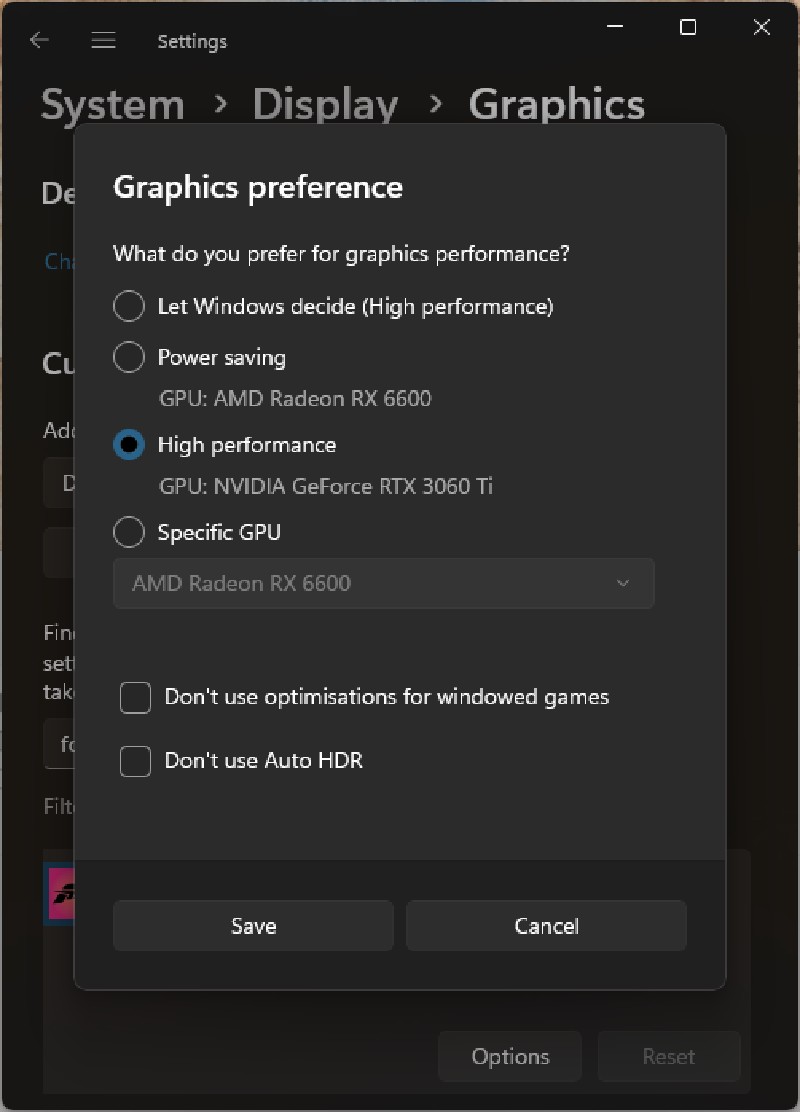 Settings
System › Display › Graphics
De
Cha
Cu
Add
D
Find
sett
tak
fo
Filte
Graphics preference
What do you prefer for graphics performance?
Let Windows decide (High performance)
Power saving
GPU: AMD Radeon RX 6600
High performance
GPU: NVIDIA GeForce RTX 3060 Ti
Specific GPU
AMD Radeon RX 6600
Don't use optimisations for windowed games
Don't use Auto HDR
Save Cancel
Options Reset